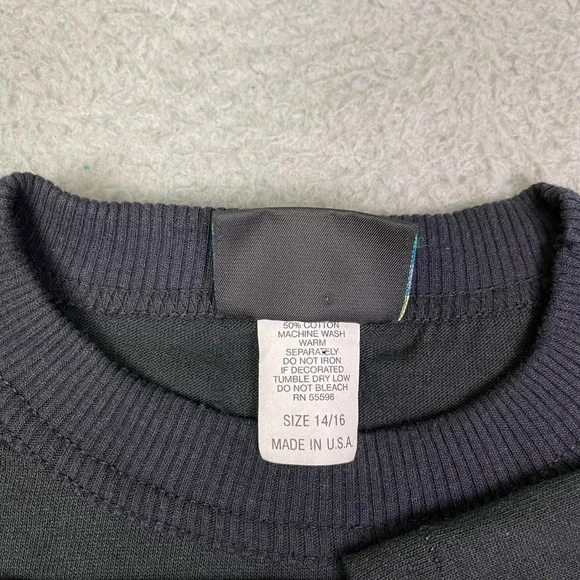 50% COTTON
MACHINE WASH
WARM
SEPARATELY
DO NOT IRON
IF DECORATED
TUMBLE DRY LOW
DO NOT BLEACH
RN 55596
SIZE 14/16
MADE IN U.S.A.